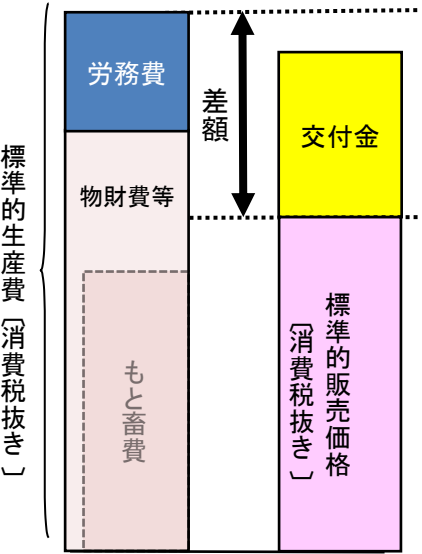 標準的生産費〔消費税抜き〕
労務費
物財費等
もと畜費
差額
交付金
標準的販売価格
〔消費税抜き〕